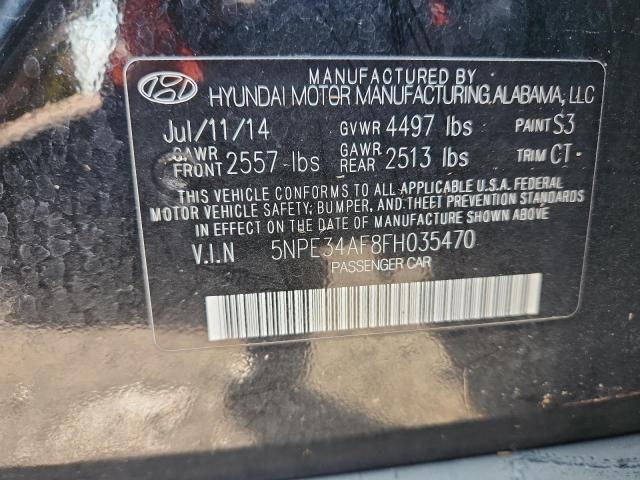 MANUFACTURED BY
HYUNDAI MOTOR MANUFACTURING, ALABAMA, LLC
Jul/11/14 GVWR 4497 lbs PAINT S3
GAWR FRONT 2557 lbs GAWR REAR 2513 lbs TRIM CT
THIS VEHICLE CONFORMS TO ALL APPLICABLE U.S.A. FEDERAL
MOTOR VEHICLE SAFETY, BUMPER, AND THEFT PREVENTION STANDARDS
IN EFFECT ON THE DATE OF MANUFACTURE SHOWN ABOVE.
V.I.N 5NPE34AF8FH035470
PASSENGER CAR